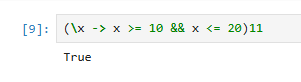 [9]: (\x -> x >= 10 && x <= 20)11
True